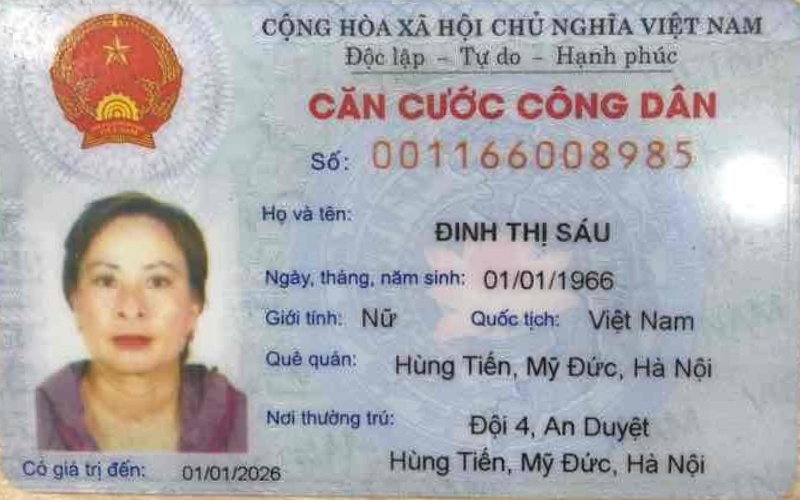 CỘNG HÒA XÃ HỘI CHỦ NGHĨA VIỆT NAM
Độc lập – Tự do – Hạnh phúc
CĂN CƯỚC CÔNG DÂN
Số: 001166008985
Họ và tên:
ĐINH THỊ SÁU
Ngày, tháng, năm sinh: 01/01/1966
Giới tính: Nữ Quốc tịch: Việt Nam
Quê quán: Hùng Tiến, Mỹ Đức, Hà Nội
Nơi thường trú: Đội 4, An Duyệt
Hùng Tiến, Mỹ Đức, Hà Nội
Có giá trị đến: 01/01/2026